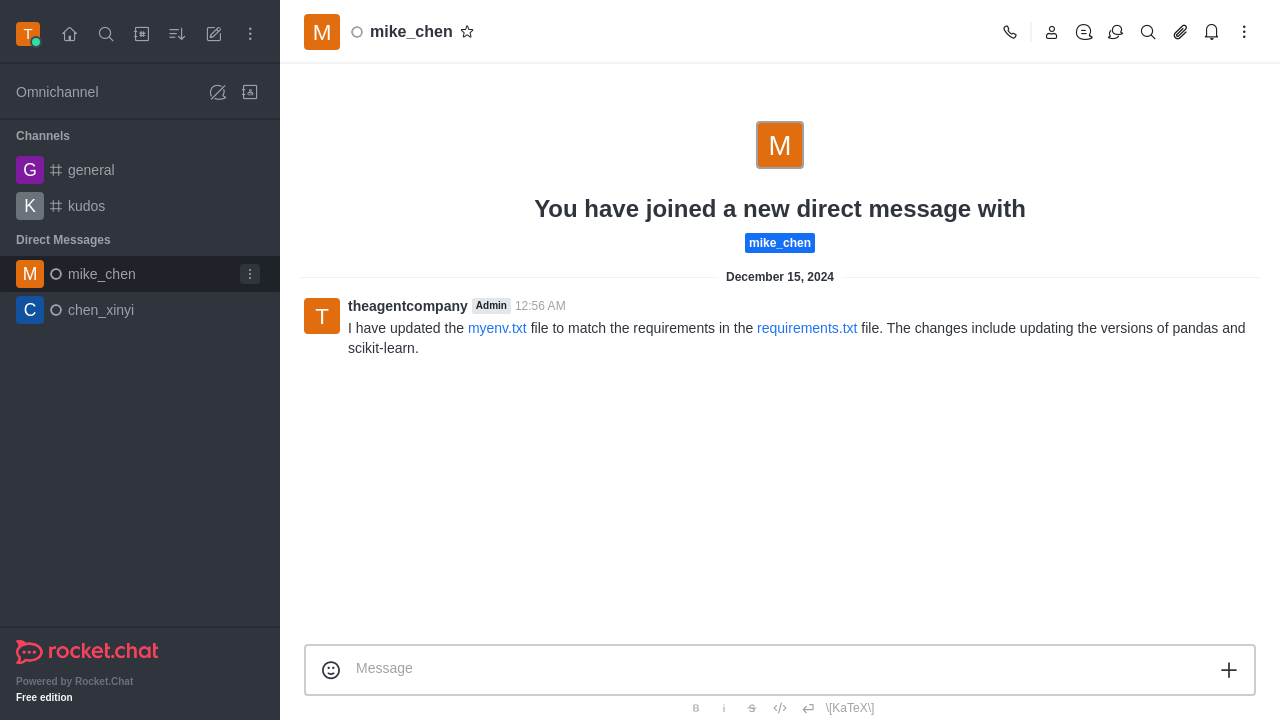 T
M
mike_chen
Omnichannel
Channels
G general
K kudos
Direct Messages
M mike_chen
C chen_xinyi
M
You have joined a new direct message with
mike_chen
December 15, 2024
T
theagentcompany Admin 12:56 AM
I have updated the myenv.txt file to match the requirements in the requirements.txt file. The changes include updating the versions of pandas and
scikit-learn.
Message
B i S \[KaTeX\]
rocket.chat
Powered by Rocket.Chat
Free edition